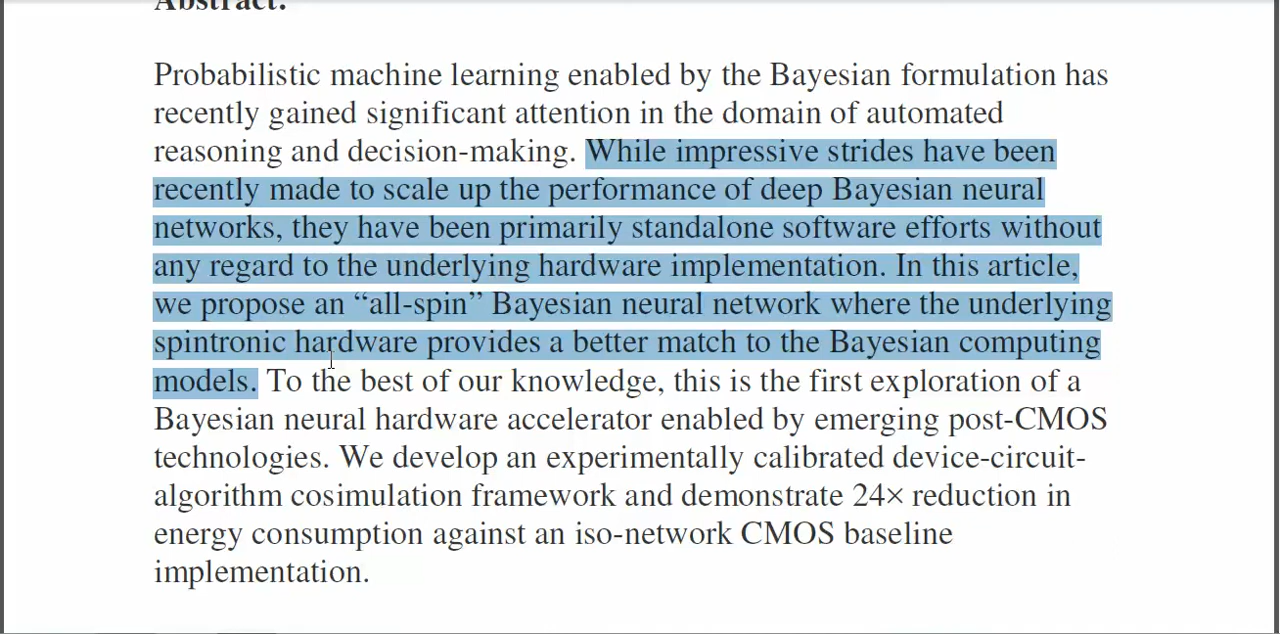 Abstract:
Probabilistic machine learning enabled by the Bayesian formulation has
recently gained significant attention in the domain of automated
reasoning and decision-making. While impressive strides have been
recently made to scale up the performance of deep Bayesian neural
networks, they have been primarily standalone software efforts without
any regard to the underlying hardware implementation. In this article,
we propose an “all-spin” Bayesian neural network where the underlying
spintronic hardware provides a better match to the Bayesian computing
models. To the best of our knowledge, this is the first exploration of a
Bayesian neural hardware accelerator enabled by emerging post-CMOS
technologies. We develop an experimentally calibrated device-circuit-
algorithm cosimulation framework and demonstrate 24× reduction in
energy consumption against an iso-network CMOS baseline
implementation.